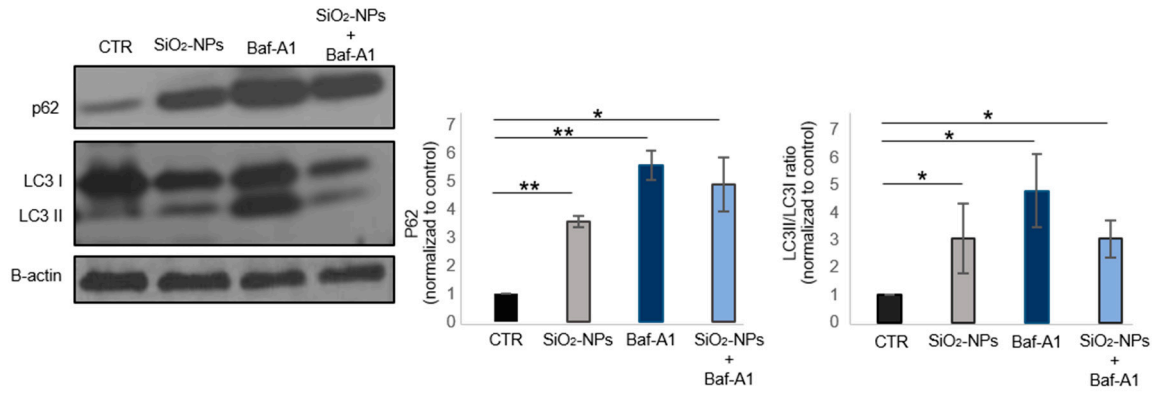 CTR SiO₂-NPs Baf-A1 SiO₂-NPs
+
Baf-A1
p62
LC3 I
LC3 II
B-actin
P62
(normalizad to control)
7
6
5
4
3
2
1
0
**
**
*
CTR SiO₂-NPs Baf-A1 SiO₂-NPs
+
Baf-A1
LC3II/LC3I ratio
(normalizad to control)
7
6
5
4
3
2
1
0
*
*
*
CTR SiO₂-NPs Baf-A1 SiO₂-NPs
+
Baf-A1